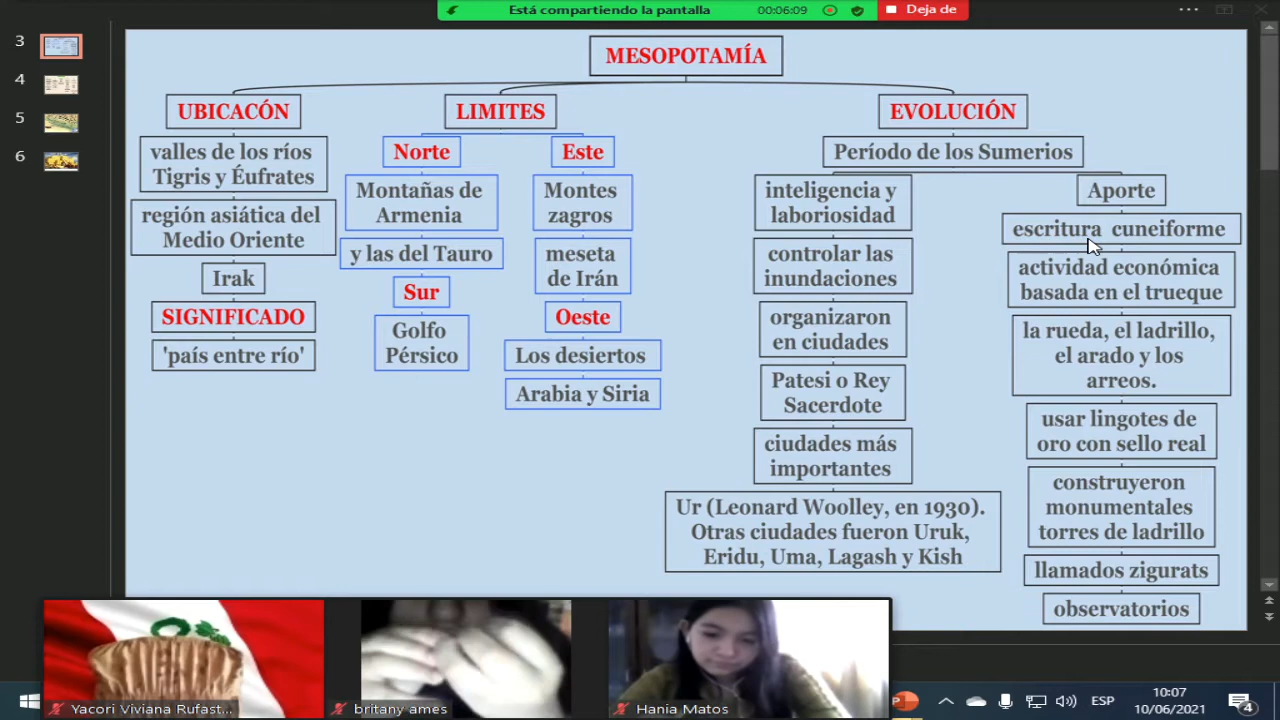 Está compartiendo la pantalla
00:06:09
Deja de
3
4
5
6
MESOPOTAMÍA
UBICACÓN
valles de los ríos
Tigris y Éufrates
región asiática del
Medio Oriente
Irak
SIGNIFICADO
'país entre río'
LIMITES
Norte
Montañas de
Armenia
y las del Tauro
Sur
Golfo
Pérsico
Este
Montes
zagros
meseta
de Irán
Oeste
Los desiertos
Arabia y Siria
EVOLUCIÓN
Período de los Sumerios
inteligencia y
laboriosidad
controlar las
inundaciones
organizaron
en ciudades
Patesi o Rey
Sacerdote
ciudades más
importantes
Ur (Leonard Woolley, en 1930).
Otras ciudades fueron Uruk,
Eridu, Uma, Lagash y Kish
Aporte
escritura cuneiforme
actividad económica
basada en el trueque
la rueda, el ladrillo,
el arado y los
arreos.
usar lingotes de
oro con sello real
construyeron
monumentales
torres de ladrillo
llamados zigurats
observatorios
Yacori Viviana Rufast...
britany ames
Hania Matos
ESP
10:07
10/06/2021
4